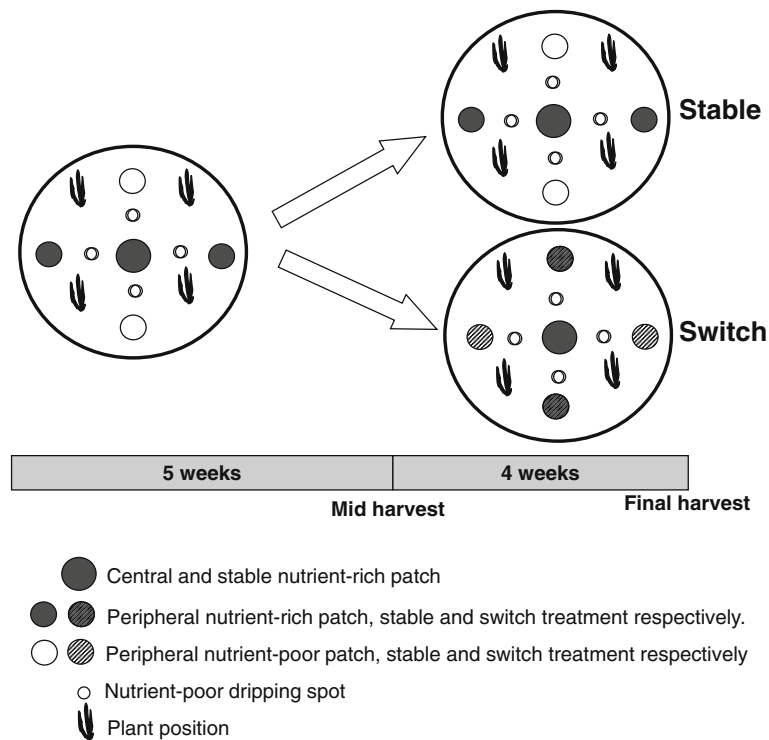 Stable
Switch
5 weeks
4 weeks
Mid harvest
Final harvest
Central and stable nutrient-rich patch
Peripheral nutrient-rich patch, stable and switch treatment respectively.
Peripheral nutrient-poor patch, stable and switch treatment respectively
Nutrient-poor dripping spot
Plant position